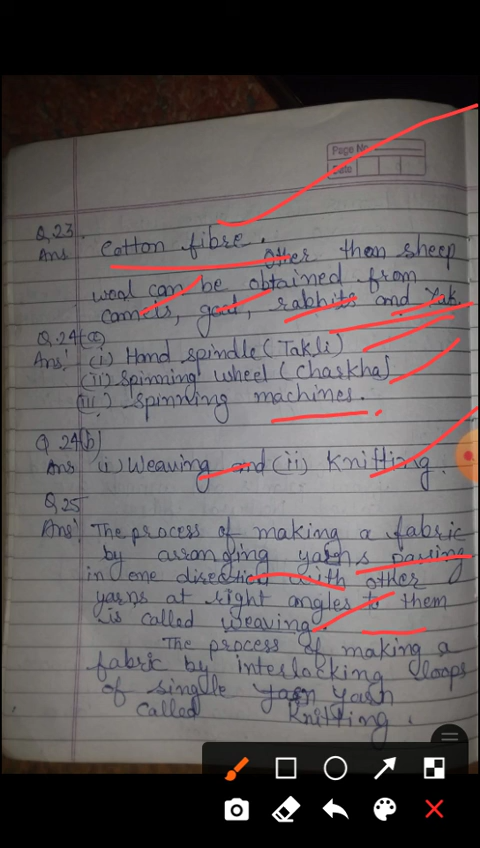 Page No.
Date
Q.23
Ans Cotton fibre.
Other than sheep
wool can be obtained from
camels, goat, rabbits and Yak.
Q.24(a)
Ans! (i) Hand spindle (Takli)
(ii) Spinning wheel (Charkha)
(iii) Spinning machines.
Q.24(b)
Ans (i) Weaving and (ii) Knitting.
Q.25
Ans! The process of making a fabric
by arranging yarns
in one direction with other
yarns at right angles to them
is called weaving.
The process of making a
fabric by interlocking loops
of single yarn
called Knitting.